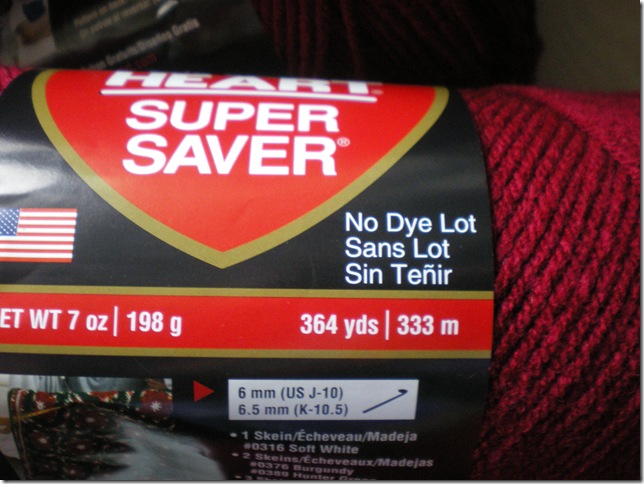 HEART
SUPER
SAVER®
No Dye Lot
Sans Lot
Sin Teñir
ET WT 7 oz | 198 g
364 yds | 333 m
6 mm (US J-10)
6.5 mm (K-10.5)
• 1 Skein/Écheveau/Madeja
#0316 Soft White
• 2 Skeins/Écheveaux/Madejas
#0376 Burgundy
#0389 Hunter Green